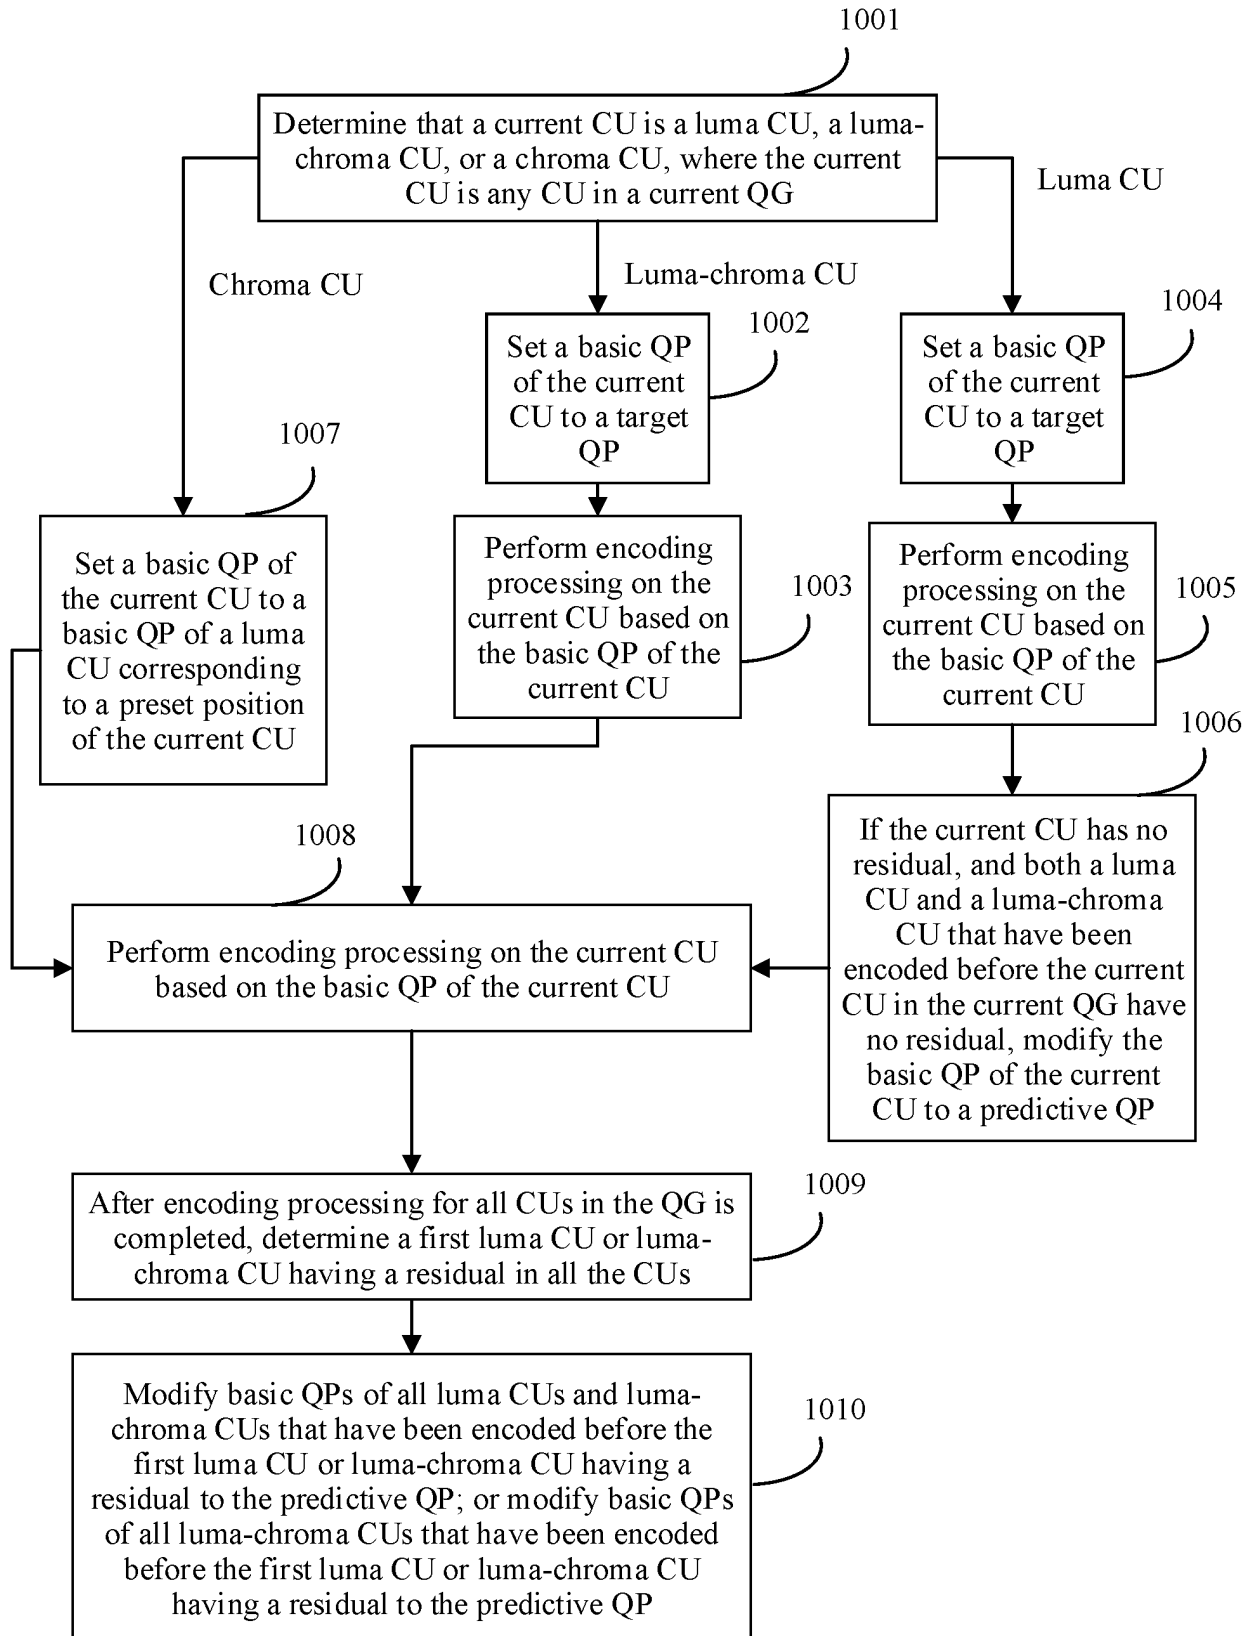 1001
Determine that a current CU is a luma CU, a luma-
chroma CU, or a chroma CU, where the current
CU is any CU in a current QG
Luma CU
Chroma CU
Luma-chroma CU
1002
Set a basic QP
of the current
CU to a target
QP
1004
Set a basic QP
of the current
CU to a target
QP
1007
Set a basic QP of
the current CU to a
basic QP of a luma
CU corresponding
to a preset position
of the current CU
Perform encoding
processing on the
current CU based on
the basic QP of the
current CU
1003
Perform encoding
processing on the
current CU based on
the basic QP of the
current CU
1005
1006
If the current CU has no
residual, and both a luma
CU and a luma-chroma
CU that have been
encoded before the current
CU in the current QG have
no residual, modify the
basic QP of the current
CU to a predictive QP
1008
Perform encoding processing on the current CU
based on the basic QP of the current CU
After encoding processing for all CUs in the QG is
completed, determine a first luma CU or luma-
chroma CU having a residual in all the CUs
1009
Modify basic QPs of all luma CUs and luma-
chroma CUs that have been encoded before the
first luma CU or luma-chroma CU having a
residual to the predictive QP; or modify basic QPs
of all luma-chroma CUs that have been encoded
before the first luma CU or luma-chroma CU
having a residual to the predictive QP
1010